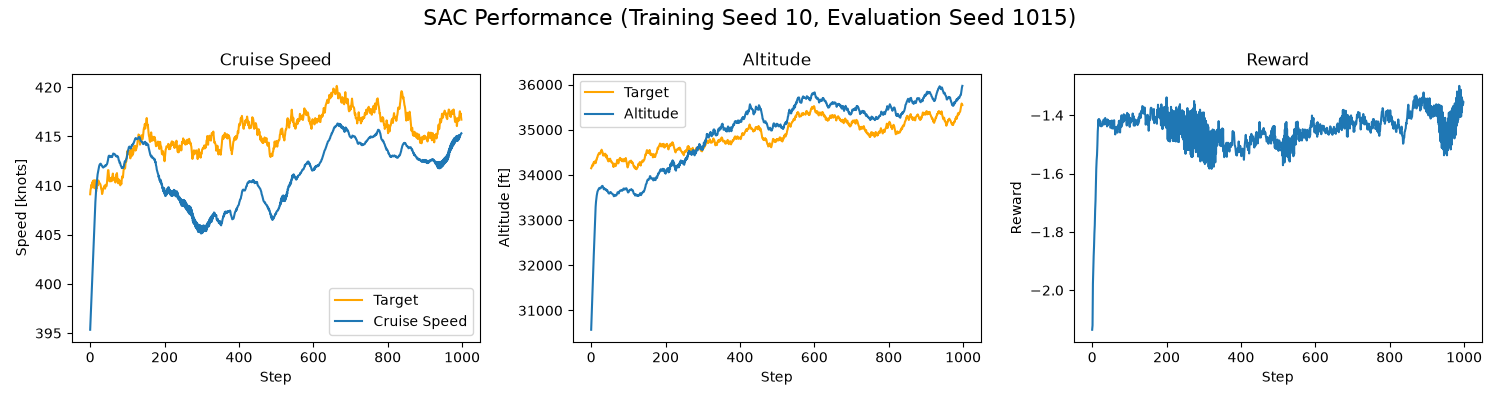 SAC Performance (Training Seed 10, Evaluation Seed 1015)
Cruise Speed
Speed [knots]
420
415
410
405
400
395
Target
Cruise Speed
0 200 400 600 800 1000
Step
Altitude
Altitude [ft]
36000
35000
34000
33000
32000
31000
Target
Altitude
0 200 400 600 800 1000
Step
Reward
Reward
−1.4
−1.6
−1.8
−2.0
0 200 400 600 800 1000
Step